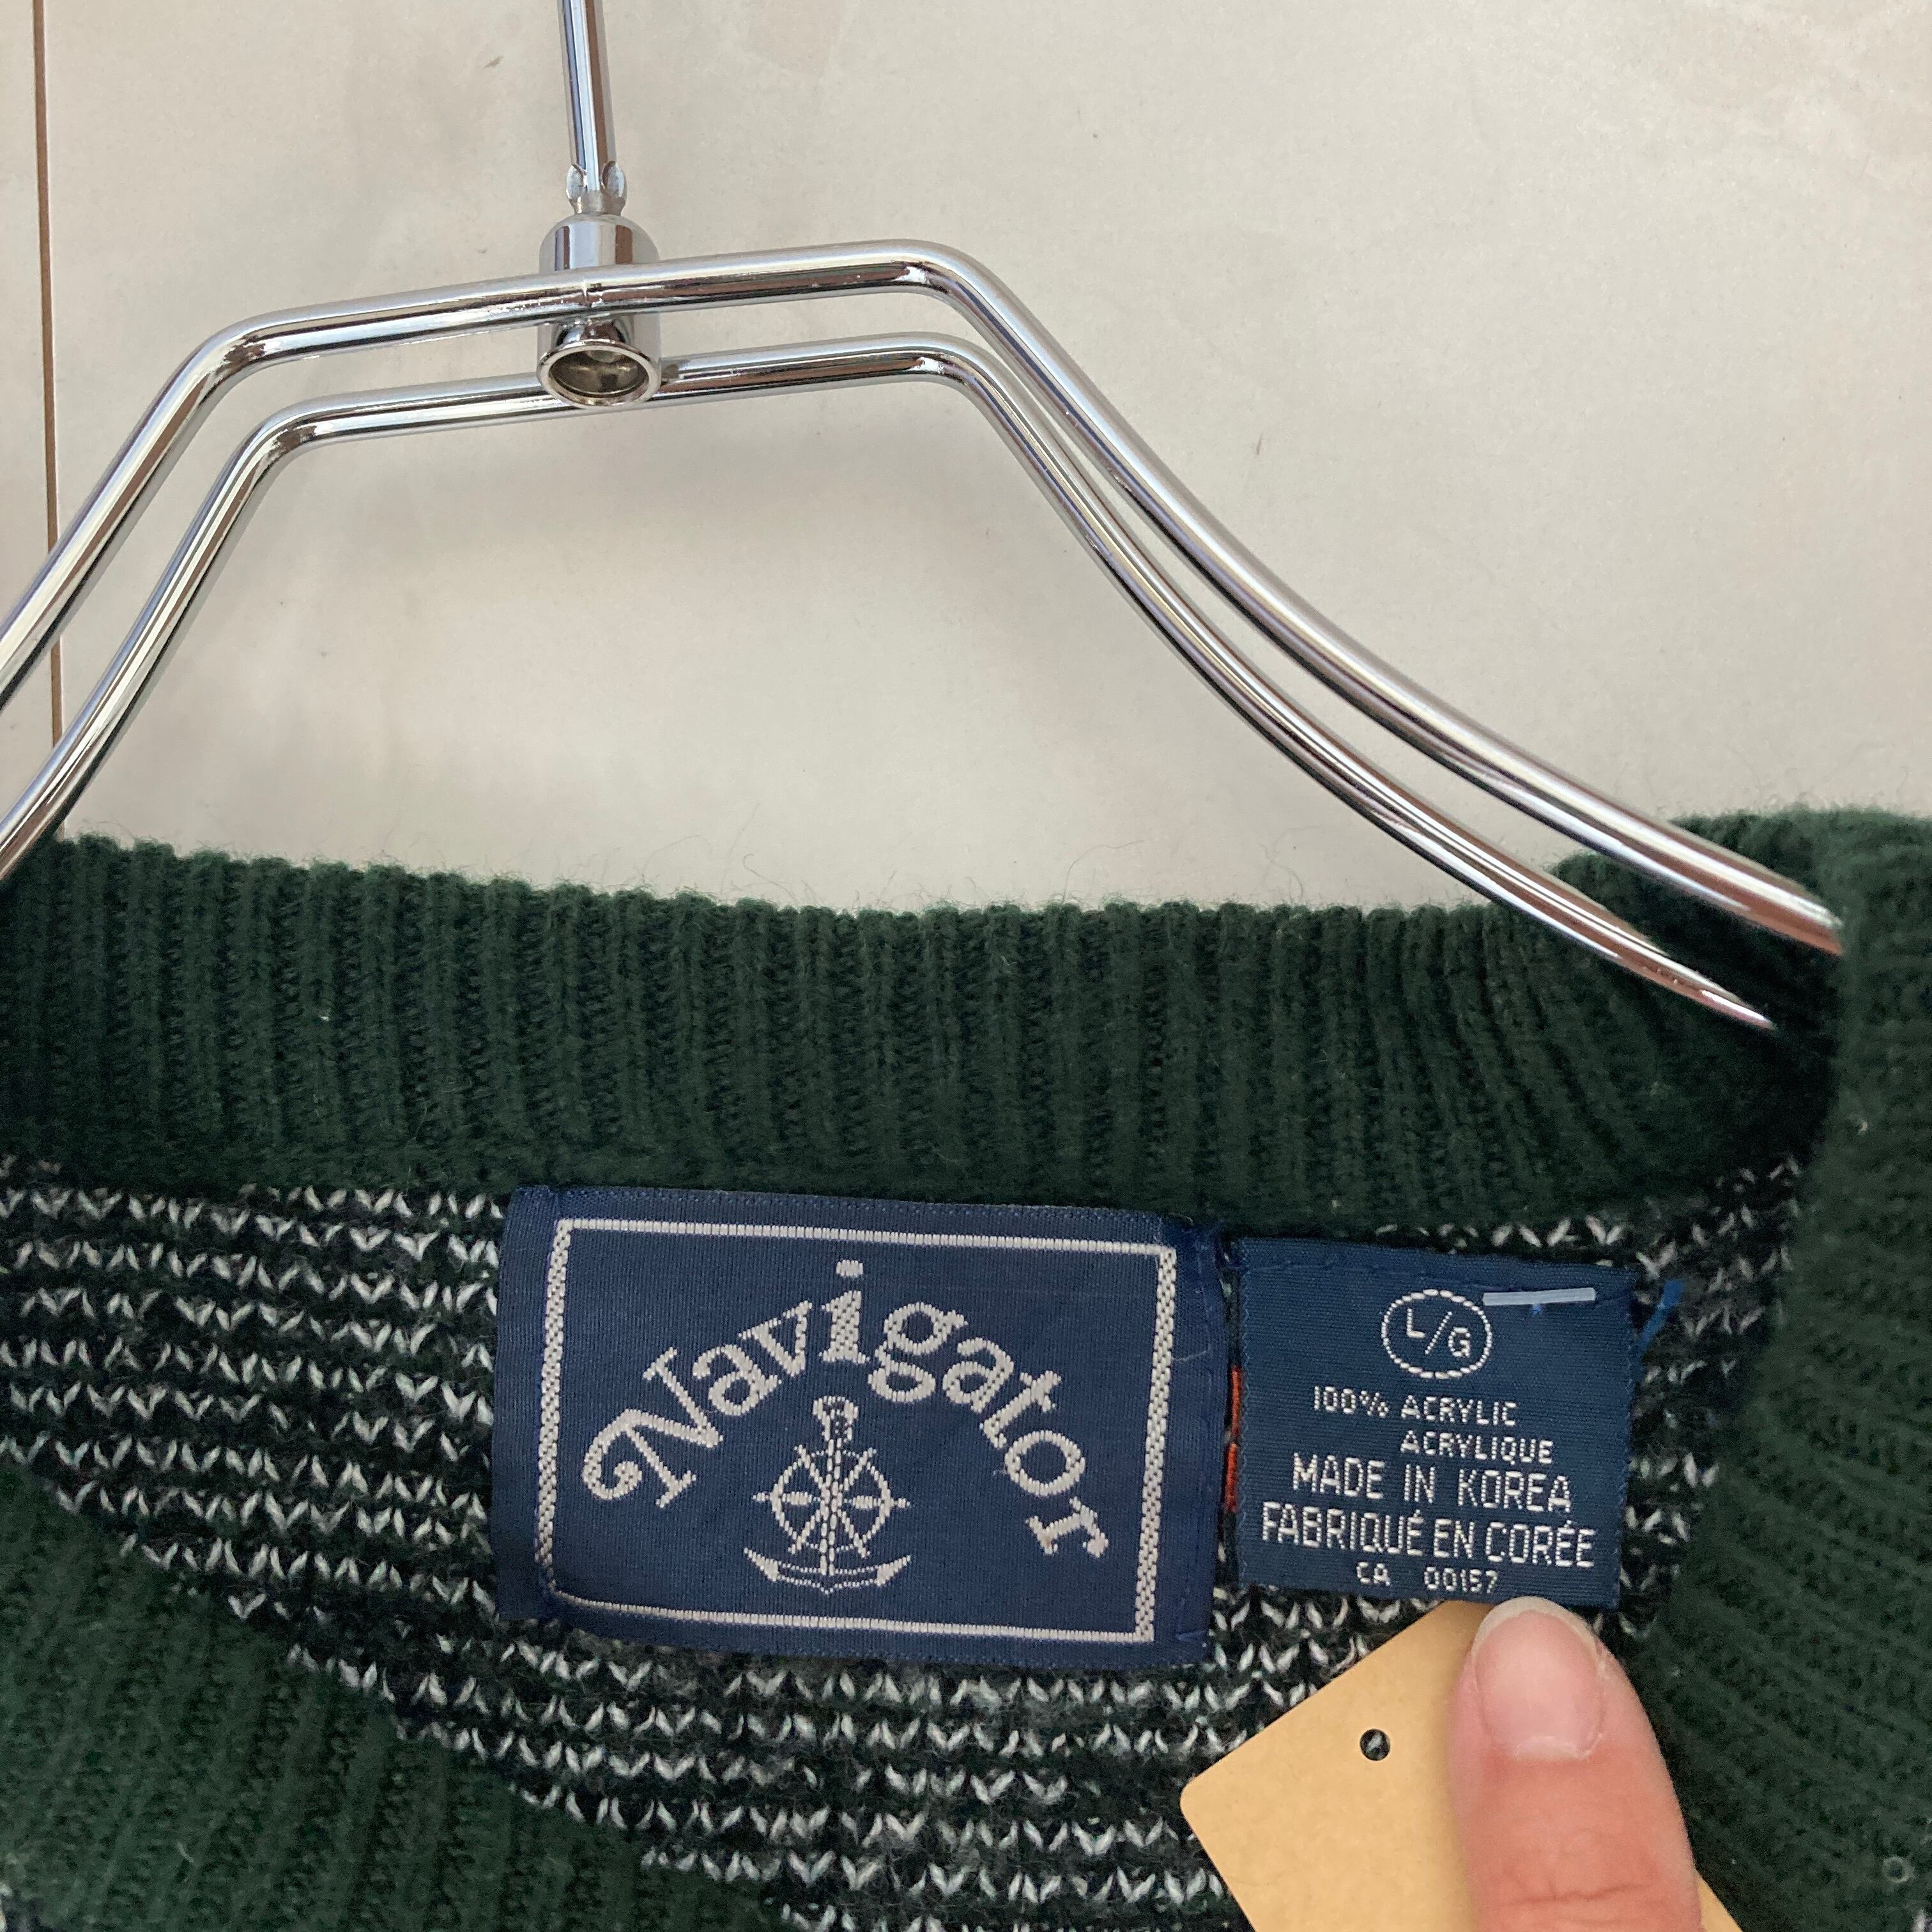 Navigator
L/G
100% ACRYLIC
ACRYLIQUE
MADE IN KOREA
FABRIQUÉ EN CORÉE
CA 00157